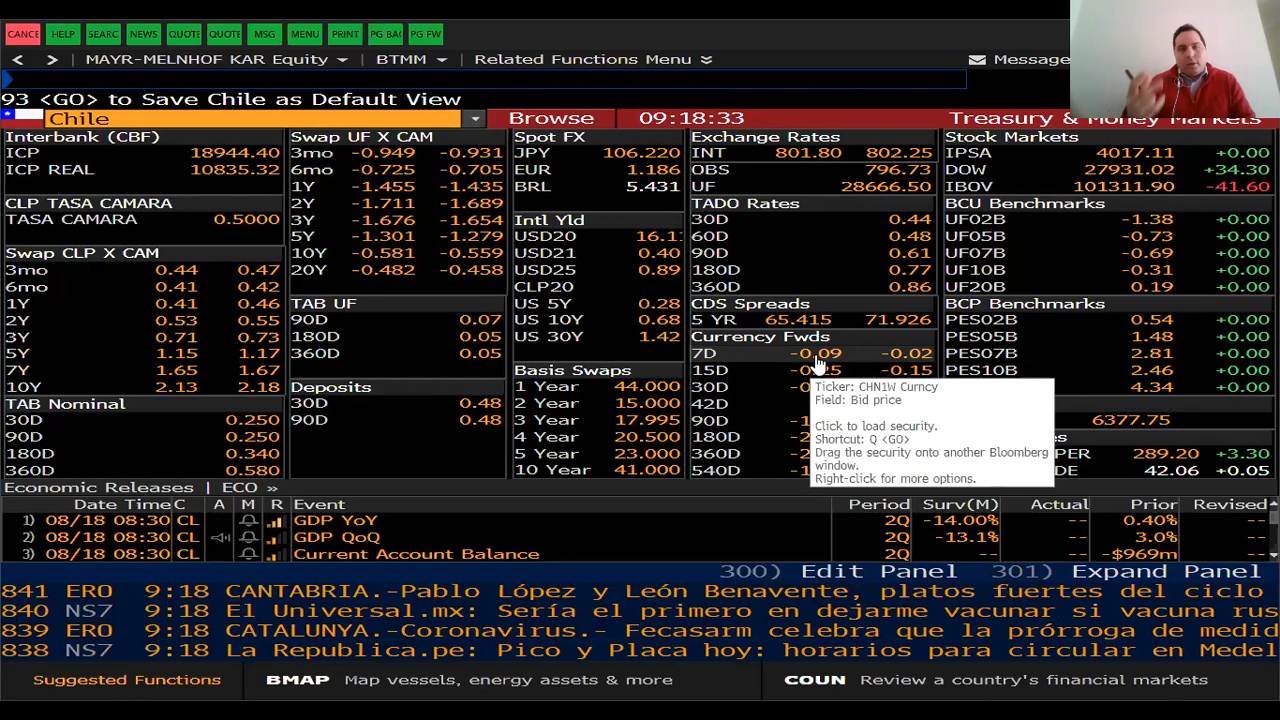 CANCE HELP SEARC NEWS QUOTE QUOTE MSG MENU PRINT PG BAC PG FW
< > MAYR-MELNHOF KAR Equity BTMM Related Functions Menu Message
93 <GO> to Save Chile as Default View
Chile Browse 09:18:33 Treasury & Money Markets
Interbank (CBF)
ICP 18944.40
ICP REAL 10835.32
CLP TASA CAMARA
TASA CAMARA 0.5000
Swap CLP X CAM
3mo 0.44 0.47
6mo 0.41 0.42
1Y 0.41 0.46
2Y 0.53 0.55
3Y 0.71 0.73
5Y 1.15 1.17
7Y 1.65 1.67
10Y 2.13 2.18
TAB Nominal
30D 0.250
90D 0.250
180D 0.340
360D 0.580
Swap UF X CAM
3mo -0.949 -0.931
6mo -0.725 -0.705
1Y -1.455 -1.435
2Y -1.711 -1.689
3Y -1.676 -1.654
5Y -1.301 -1.279
10Y -0.581 -0.559
20Y -0.482 -0.458
TAB UF
90D 0.07
180D 0.05
360D 0.05
Deposits
30D 0.48
90D 0.48
Spot FX
JPY 106.220
EUR 1.186
BRL 5.431
Intl Yld
USD20 16.11
USD21 0.40
USD25 0.89
CLP20
US 5Y 0.28
US 10Y 0.68
US 30Y 1.42
Basis Swaps
1 Year 44.000
2 Year 15.000
3 Year 17.995
4 Year 20.500
5 Year 23.000
10 Year 41.000
Exchange Rates
INT 801.80 802.25
OBS 796.73
UF 28666.50
TADO Rates
30D 0.44
60D 0.48
90D 0.61
180D 0.77
360D 0.86
CDS Spreads
5 YR 65.415 71.926
Currency Fwds
7D -0.09 -0.02
15D -0.15
30D
42D
90D
180D
360D
540D
Ticker: CHN1W Curncy
Field: Bid price
Click to load security.
Shortcut: Q <GO>
Drag the security onto another Bloomberg
window.
Right-click for more options.
Stock Markets
IPSA 4017.11 +0.00
DOW 27931.02 +34.30
IBOV 101311.90 -41.60
BCU Benchmarks
UF02B -1.38 +0.00
UF05B -0.73 +0.00
UF07B -0.69 +0.00
UF10B -0.31 +0.00
UF20B 0.19 +0.00
BCP Benchmarks
PES02B 0.54 +0.00
PES05B 1.48 +0.00
PES07B 2.81 +0.00
PES10B 2.46 +0.00
4.34 +0.00
6377.75
289.20 +3.30
42.06 +0.05
Economic Releases | ECO »
Date Time C A M R Event Period Surv(M) Actual Prior Revised
1) 08/18 08:30 CL GDP YoY 2Q -14.00% -- 0.40% --
2) 08/18 08:30 CL GDP QoQ 2Q -13.1% -- 3.0% --
3) 08/18 08:30 CL Current Account Balance 2Q -- -- -$969m --
300) Edit Panel 301) Expand Panel
841 ERO 9:18 CANTABRIA.-Pablo López y León Benavente, platos fuertes del ciclo
840 NS7 9:18 El Universal.mx: Sería el primero en dejarme vacunar si vacuna rus
839 ERO 9:18 CATALUNYA.-Coronavirus.- Fecasarm celebra que la prórroga de medid
838 NS7 9:18 La Republica.pe: Pico y Placa hoy: horarios para circular en Medel
Suggested Functions BMAP Map vessels, energy assets & more COUN Review a country's financial markets